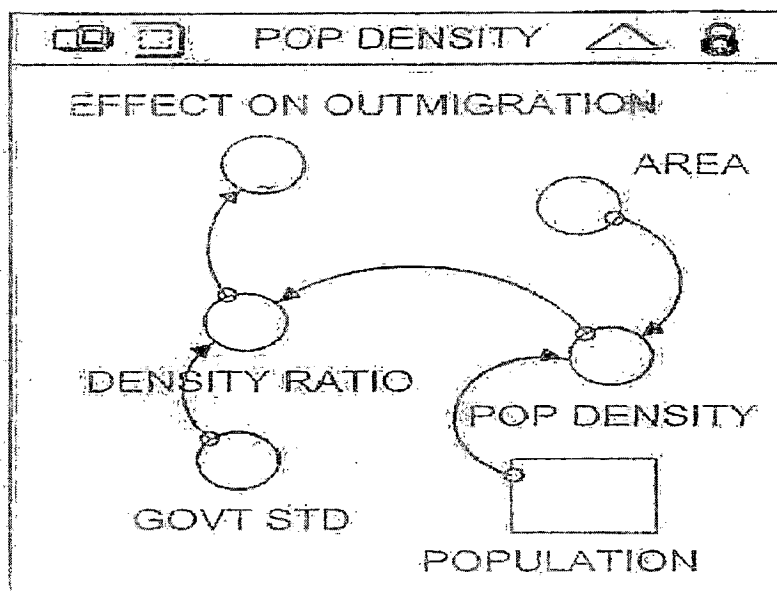 POP DENSITY
EFFECT ON OUTMIGRATION
AREA
DENSITY RATIO
POP DENSITY
GOVT STD
POPULATION